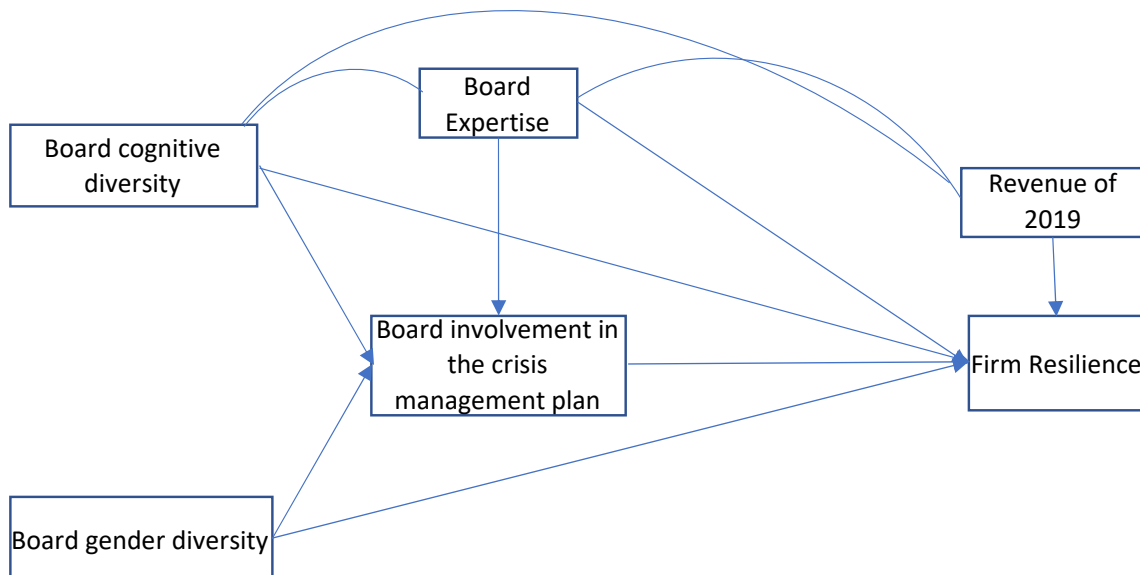 Board
Expertise
Board cognitive
diversity
Revenue of
2019
Board involvement in
the crisis
management plan
Firm Resilience
Board gender diversity